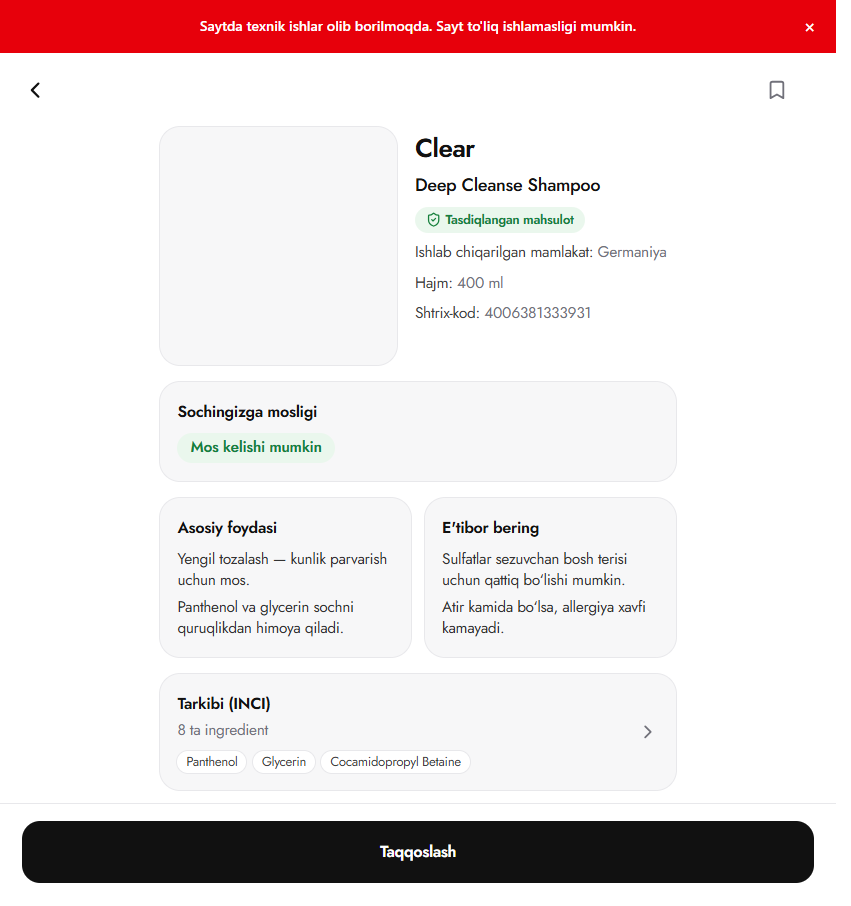 Saytda texnik ishlar olib borilmoqda. Sayt to'liq ishlamasligi mumkin.
Clear
Deep Cleanse Shampoo
Tasdiqlangan mahsulot
Ishlab chiqarilgan mamlakat: Germaniya
Hajm: 400 ml
Shtrix-kod: 4006381333931
Sochingizga mosligi
Mos kelishi mumkin
Asosiy foydasi
Yengil tozalash — kunlik parvarish
uchun mos.
Panthenol va glycerin sochni
quruqlikdan himoya qiladi.
E'tibor bering
Sulfatlar sezuvchan bosh terisi
uchun qattiq bo‘lishi mumkin.
Atir kamida bo‘lsa, allergiya xavfi
kamayadi.
Tarkibi (INCI)
8 ta ingredient
Panthenol Glycerin Cocamidopropyl Betaine
Taqqoslash